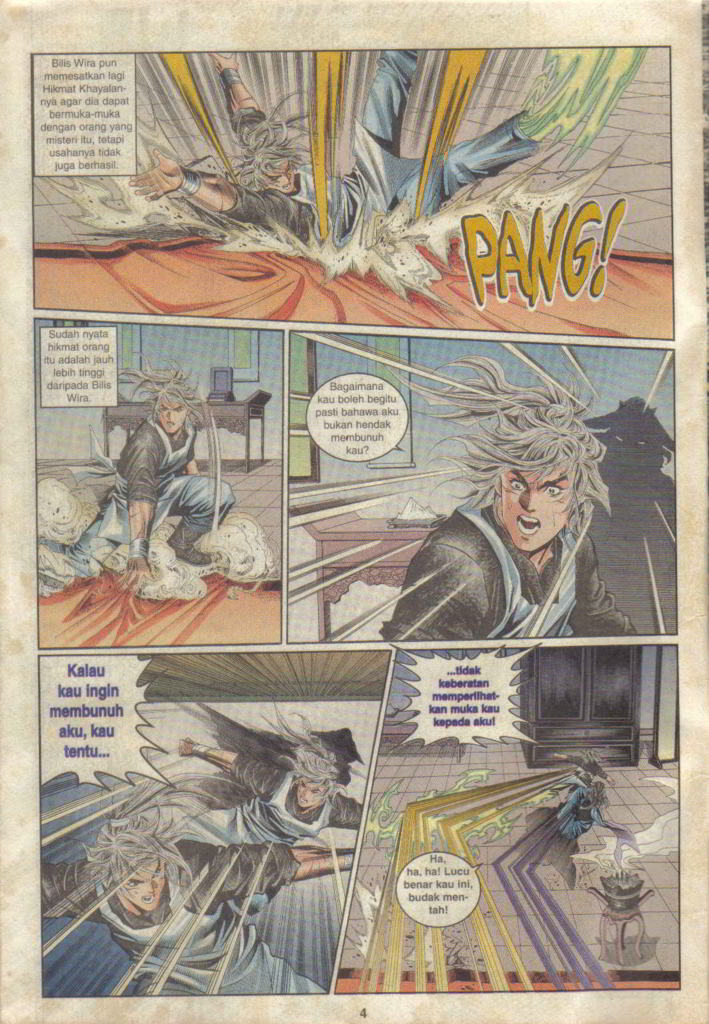 Bilis Wira pun
memesatkan lagi
Hikmat Khayalan-
nya agar dia dapat
bermuka-muka
dengan orang yang
misteri itu, tetapi
usahanya tidak
juga berhasil.
PANG!
Sudah nyata
hikmat orang
itu adalah jauh
lebih tinggi
daripada Bilis
Wira.
Bagaimana
kau boleh begitu
pasti bahawa aku
bukan hendak
membunuh
kau?
Kalau
kau ingin
membunuh
aku, kau
tentu...
...tidak
keberatan
memperlihat-
kan muka kau
kepada aku!
Ha,
ha, ha! Lucu
benar kau ini,
budak men-
tah!
4